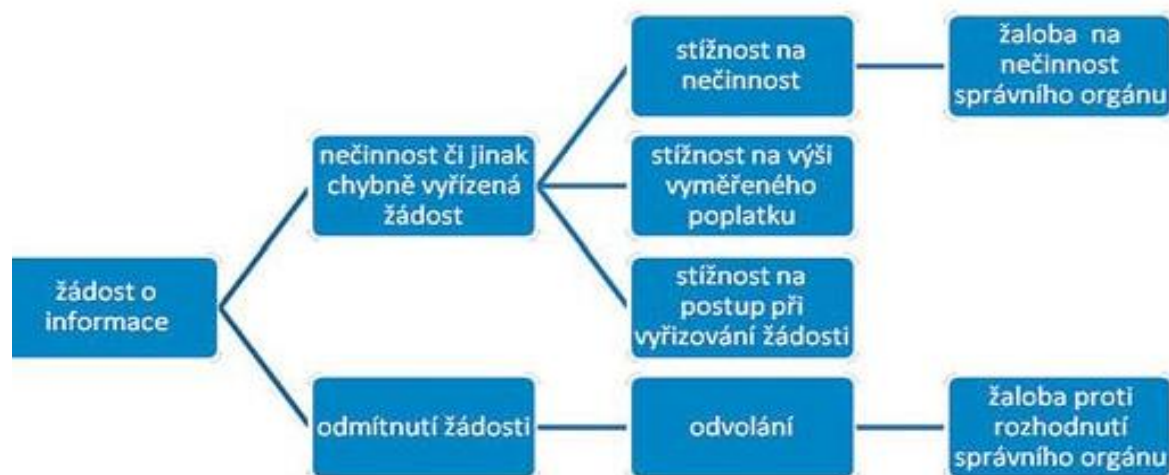 stížnost na
nečinnost
žaloba na
nečinnost
správního orgánu
nečinnost či jinak
chybně vyřízená
žádost
stížnost na výši
vyměřeného
poplatku
žádost o
informace
stížnost na
postup při
vyřizování žádosti
odmítnutí žádosti
odvolání
žaloba proti
rozhodnutí
správního orgánu